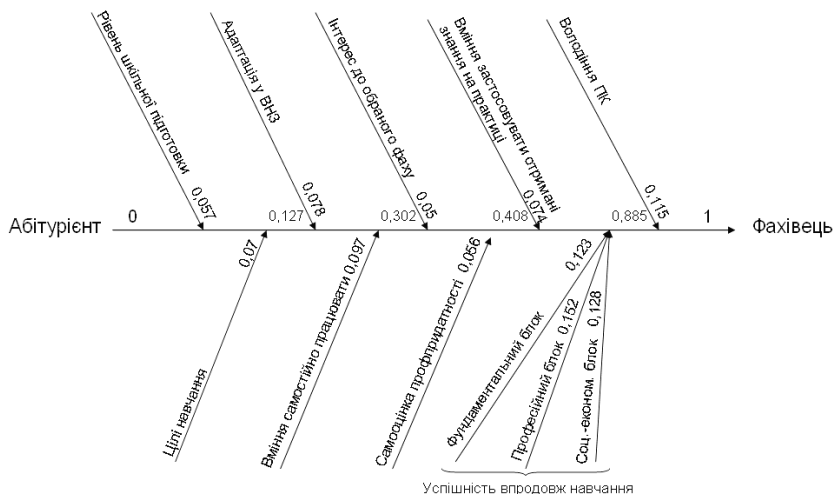 Рівень шкільної підготовки
0,057
Адаптація у ВНЗ
0,078
Інтерес до обраного фаху
0,05
Вміння застосовувати отримані
знання на практиці
0,074
Володіння ПК
0,115
Абітурієнт
0
0,127
0,302
0,408
0,885
1
Фахівець
Цілі навчання
0,07
Вміння самостійно працювати 0,097
Самооцінка профпридатності 0,056
Фундаментальний блок
0,123
Професійний блок 0,152
Соц.-економ. блок 0,128
Успішність впродовж навчання